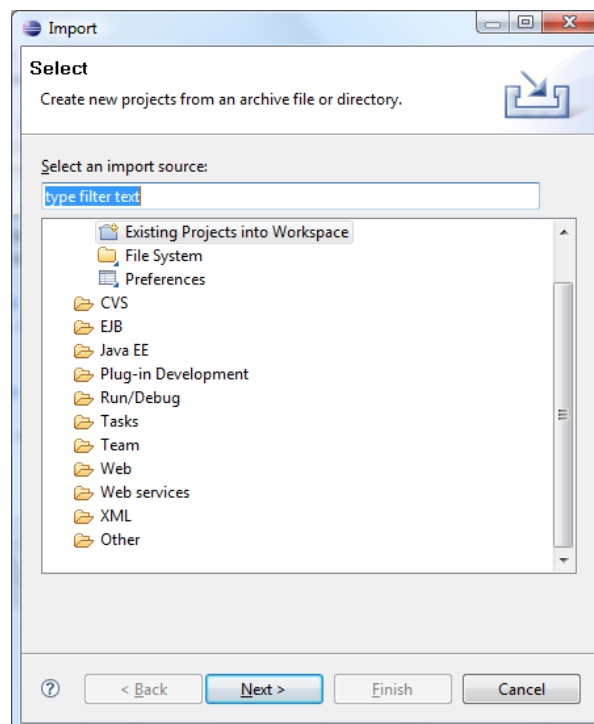 Import
Select
Create new projects from an archive file or directory.
Select an import source:
type filter text
Existing Projects into Workspace
File System
Preferences
CVS
EJB
Java EE
Plug-in Development
Run/Debug
Tasks
Team
Web
Web services
XML
Other
? < Back Next > Finish Cancel